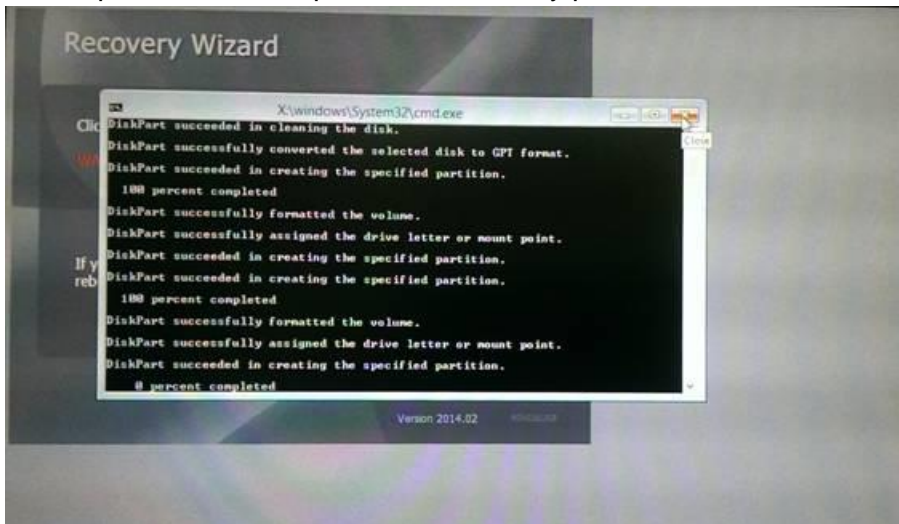 Recovery Wizard
X:\windows\System32\cmd.exe
Close
Clic
DiskPart succeeded in cleaning the disk.
DiskPart successfully converted the selected disk to GPT format.
WA
DiskPart succeeded in creating the specified partition.
100 percent completed
DiskPart successfully formatted the volume.
DiskPart successfully assigned the drive letter or mount point.
If y
DiskPart succeeded in creating the specified partition.
reb
DiskPart succeeded in creating the specified partition.
100 percent completed
DiskPart successfully formatted the volume.
DiskPart successfully assigned the drive letter or mount point.
DiskPart succeeded in creating the specified partition.
0 percent completed
Version 2014.02